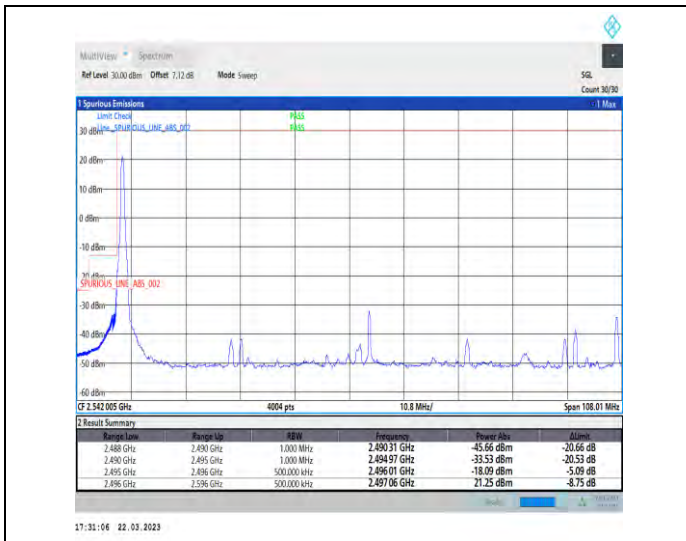 MultiView Spectrum
Ref Level 30.00 dBm Offset 7.12 dB Mode Sweep SGL
Count 30/30
1 Spurious Emissions 1 Max
Limit Check PASS
Line _SPURIOUS_LINE_ABS_002 PASS
30 dBm
20 dBm
10 dBm
0 dBm
-10 dBm
-20 dBm
SPURIOUS_LINE_ABS_002
-30 dBm
-40 dBm
-50 dBm
-60 dBm
CF 2.542 005 GHz 4004 pts 10.8 MHz/ Span 108.01 MHz
2 Result Summary
Range Low Range Up RBW Frequency Power Abs ΔLimit
2.488 GHz 2.490 GHz 1.000 MHz 2.490 31 GHz -45.66 dBm -20.66 dB
2.490 GHz 2.495 GHz 1.000 MHz 2.494 97 GHz -33.53 dBm -20.53 dB
2.495 GHz 2.496 GHz 500.000 kHz 2.496 01 GHz -18.09 dBm -5.09 dB
2.496 GHz 2.596 GHz 500.000 kHz 2.497 06 GHz 21.25 dBm -8.75 dB
17:31:06 22.03.2023